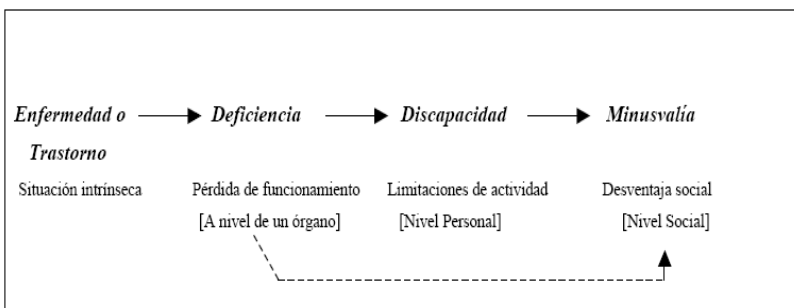 Enfermedad o Deficiencia Discapacidad Minusvalía
Trastorno
Situación intrínseca Pérdida de funcionamiento Limitaciones de actividad Desventaja social
[A nivel de un órgano] [Nivel Personal] [Nivel Social]